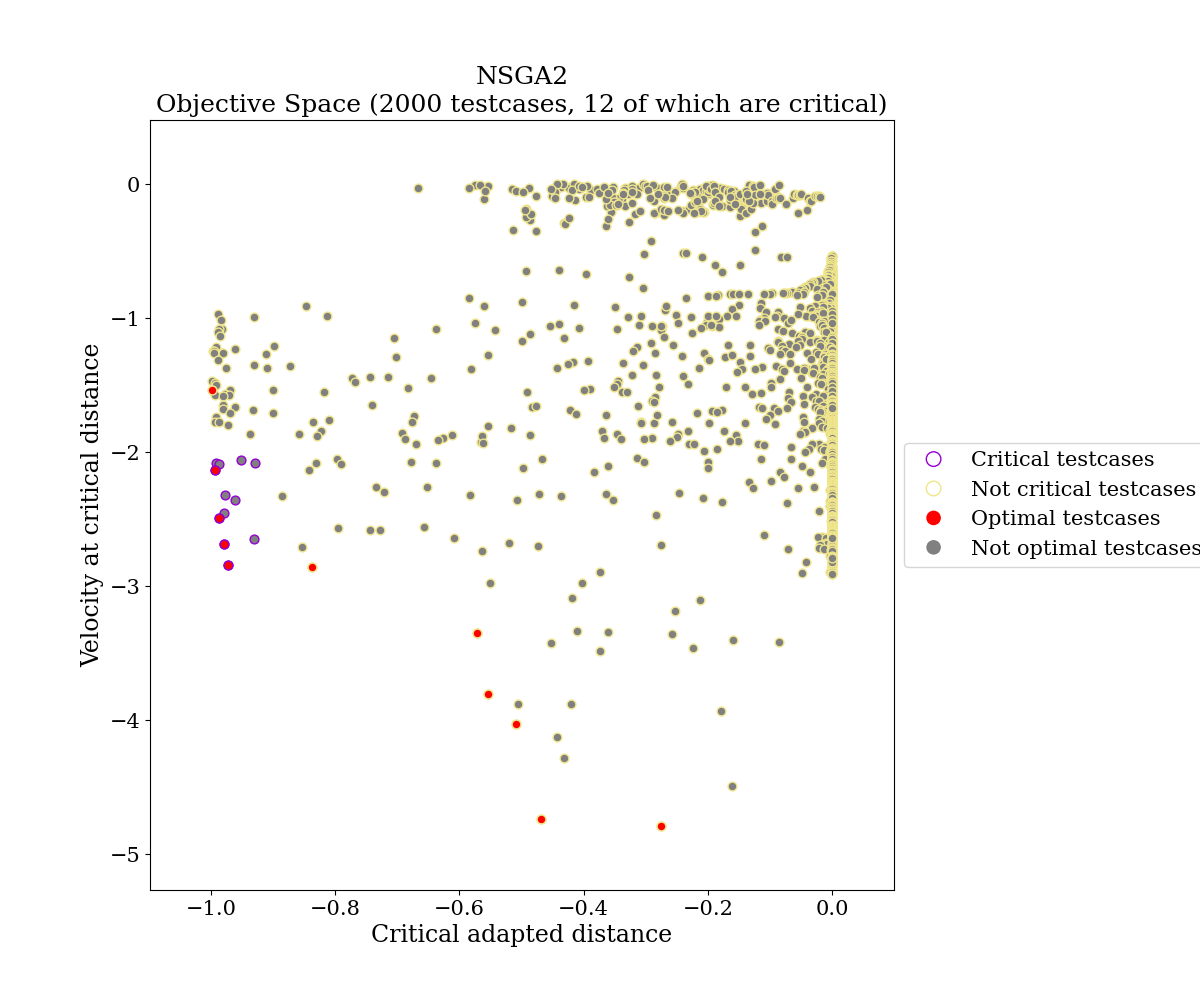 NSGA2
Objective Space (2000 testcases, 12 of which are critical)
0
−1
−2
−3
−4
−5
Velocity at critical distance
−1.0
−0.8
−0.6
−0.4
−0.2
0.0
Critical adapted distance
Critical testcases
Not critical testcases
Optimal testcases
Not optimal testcases